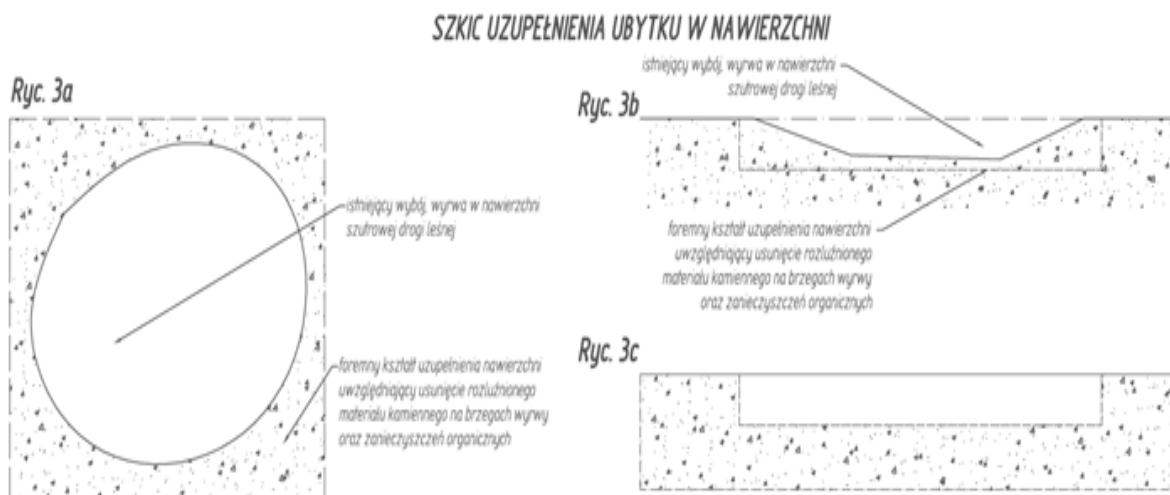 SZKIC UZUPEŁNIENIA UBYTKU W NAWIERZCHNI
Ryc. 3a
istniejący wybój, wyrwa w nawierzchni
szutrowej drogi leśnej
foremny kształt uzupełnienia nawierzchni
uwzględniający usunięcie rozluźnionego
materiału kamiennego na brzegach wyrwy
oraz zanieczyszczeń organicznych
Ryc. 3b
istniejący wybój, wyrwa w nawierzchni
szutrowej drogi leśnej
foremny kształt uzupełnienia nawierzchni
uwzględniający usunięcie rozluźnionego
materiału kamiennego na brzegach wyrwy
oraz zanieczyszczeń organicznych
Ryc. 3c